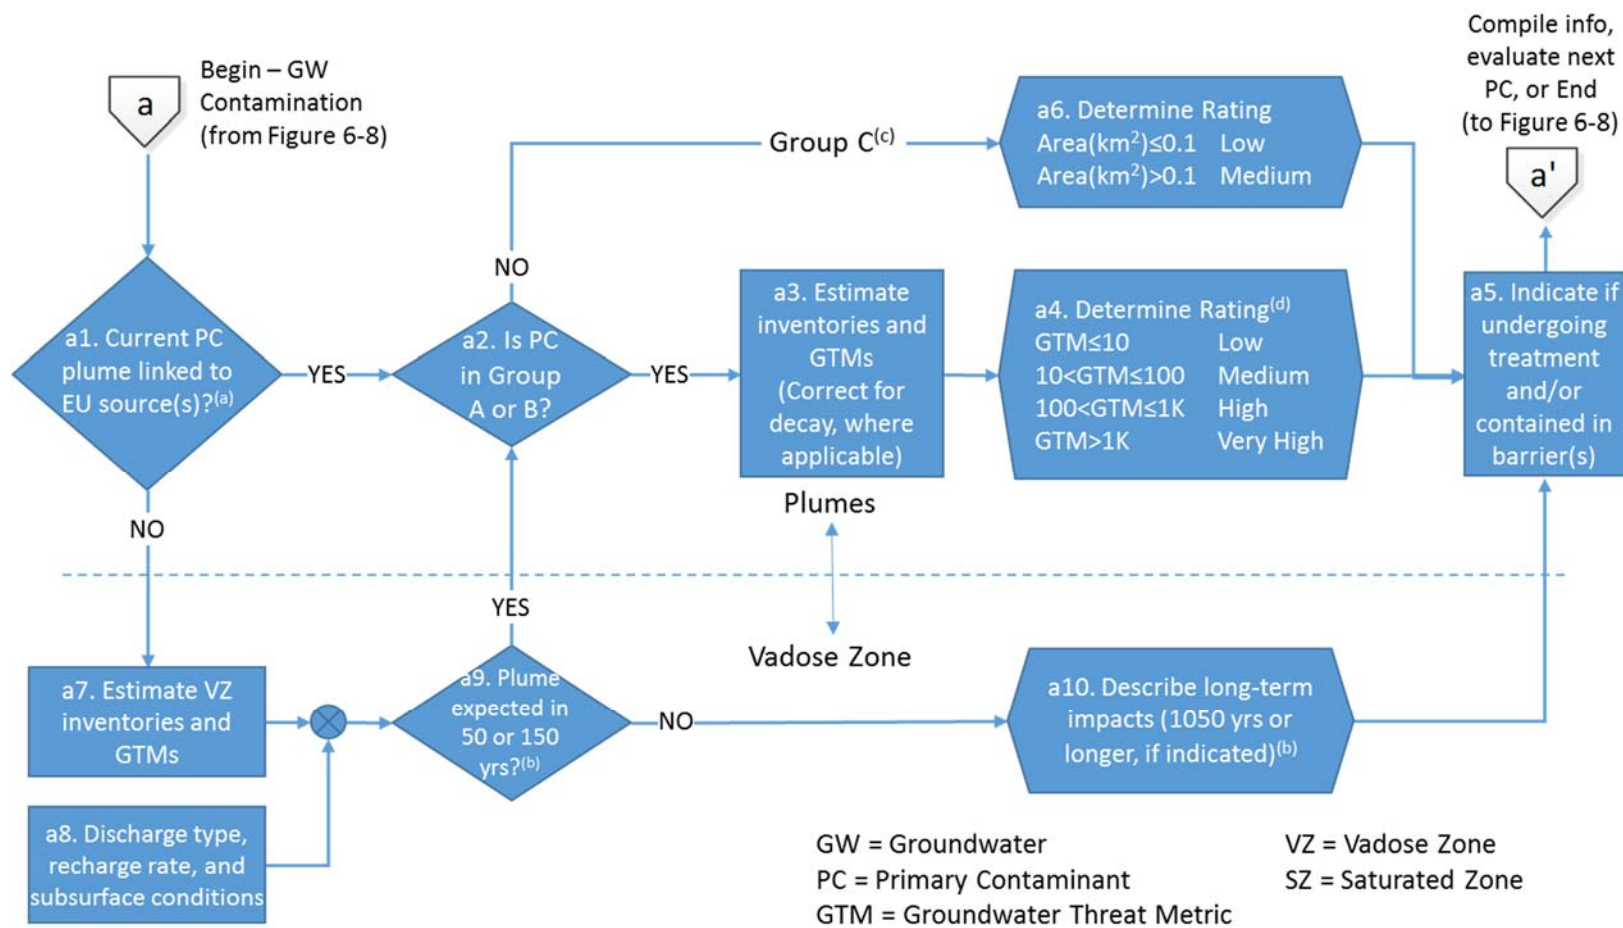 a
Begin – GW
Contamination
(from Figure 6-8)
Compile info,
evaluate next
PC, or End
(to Figure 6-8)
a'
Group C(c)
a6. Determine Rating
Area(km²)≤0.1 Low
Area(km²)>0.1 Medium
NO
a1. Current PC
plume linked to
EU source(s)?(a)
YES
a2. Is PC
in Group
A or B?
YES
a3. Estimate
inventories and
GTMs
(Correct for
decay, where
applicable)
a4. Determine Rating(d)
GTM≤10 Low
10<GTM≤100 Medium
100<GTM≤1K High
GTM>1K Very High
a5. Indicate if
undergoing
treatment
and/or
contained in
barrier(s)
Plumes
NO
YES
Vadose Zone
a7. Estimate VZ
inventories and
GTMs
a9. Plume
expected in
50 or 150
yrs?(b)
NO
a10. Describe long-term
impacts (1050 yrs or
longer, if indicated)(b)
a8. Discharge type,
recharge rate, and
subsurface conditions
GW = Groundwater
PC = Primary Contaminant
GTM = Groundwater Threat Metric
VZ = Vadose Zone
SZ = Saturated Zone